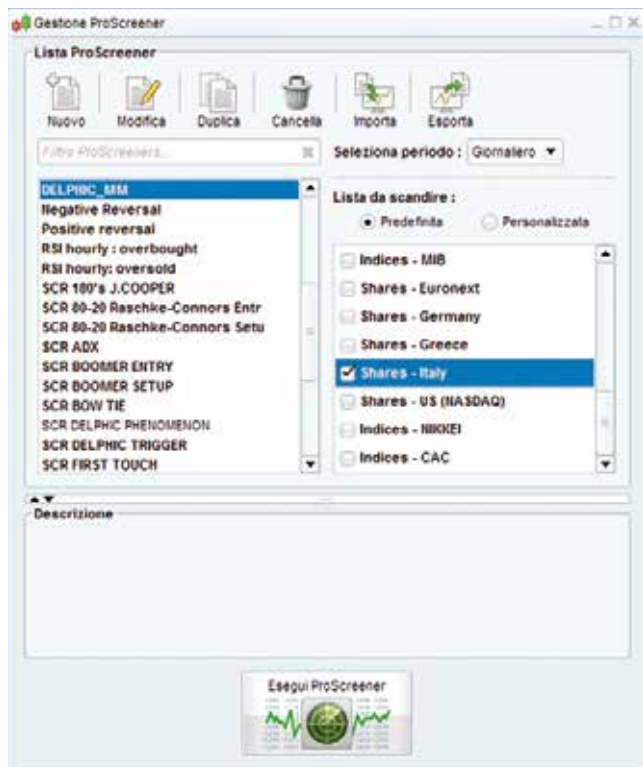 Gestione ProScreener
Lista ProScreener
Nuovo Modifica Duplica Cancella Importa Esporta
Filtro ProScreeners...
Seleziona periodo : Giornaliero
DELPHIC_MM
Negative Reversal
Positive reversal
RSI hourly : overbought
RSI hourly: oversold
SCR 180's J.COOPER
SCR 80-20 Raschke-Connors Entr
SCR 80-20 Raschke-Connors Setu
SCR ADX
SCR BOOMER ENTRY
SCR BOOMER SETUP
SCR BOW TIE
SCR DELPHIC PHENOMENON
SCR DELPHIC TRIGGER
SCR FIRST TOUCH
Lista da scandire :
Predefinita Personalizzata
Indices - MIB
Shares - Euronext
Shares - Germany
Shares - Greece
Shares - Italy
Shares - US (NASDAQ)
Indices - NIKKEI
Indices - CAC
Descrizione
Esegui ProScreener